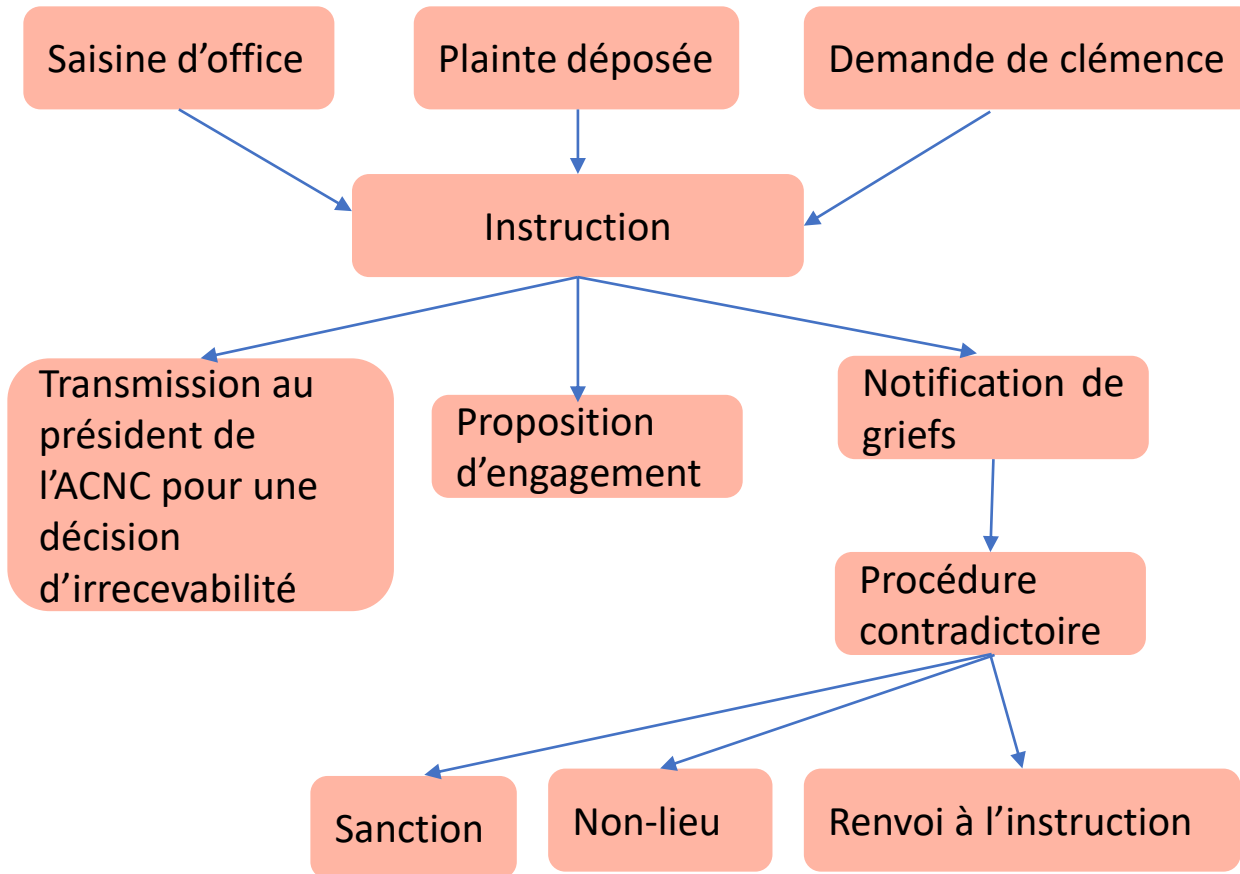 Saisine d’office
Plainte déposée
Demande de clémence
Instruction
Transmission au
président de
l’ACNC pour une
décision
d’irrecevabilité
Proposition
d’engagement
Notification de
griefs
Procédure
contradictoire
Sanction
Non-lieu
Renvoi à l’instruction